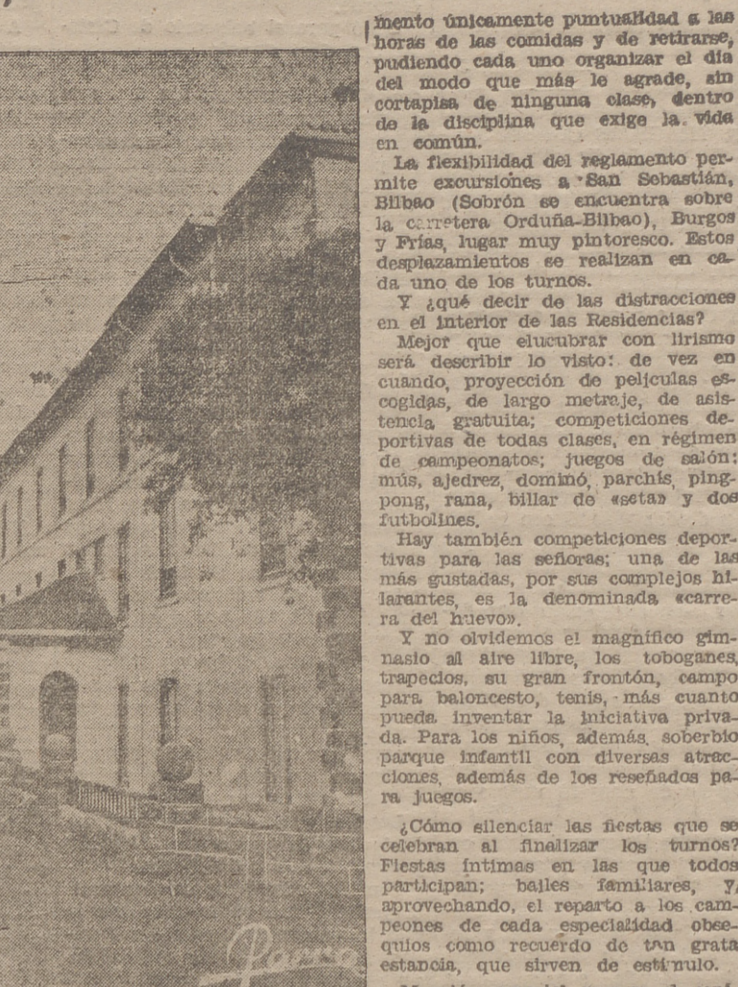 mento únicamente puntualidad a las
horas de las comidas y de retirarse,
pudiendo cada uno organizar el día
del modo que más le agrade, sin
cortapisa de ninguna clase, dentro
de la disciplina que exige la vida
en común.
La flexibilidad del reglamento per-
mite excursiones a San Sebastián,
Bilbao (Sobrón se encuentra sobre
la carretera Orduña-Bilbao), Burgos
y Frías, lugar muy pintoresco. Estos
desplazamientos se realizan en ca-
da uno de los turnos.
Y ¿qué decir de las distracciones
en el interior de las Residencias?
Mejor que elucubrar con lirismo
será describir lo visto: de vez en
cuando, proyección de películas es-
cogidas, de largo metraje, de asis-
tencia gratuita; competiciones de-
portivas de todas clases, en régimen
de campeonatos; juegos de salón:
mús, ajedrez, dominó, parchís, ping-
pong, rana, billar de «seta» y dos
futbolines.
Hay también competiciones depor-
tivas para las señoras; una de las
más gustadas, por sus complejos hi-
larantes, es la denominada «carre-
ra del huevo».
Y no olvidemos el magnífico gim-
nasio al aire libre, los toboganes,
trapecios, su gran frontón, campo
para baloncesto, tenis, más cuanto
pueda inventar la iniciativa priva-
da. Para los niños, además, soberbio
parque infantil con diversas atrac-
ciones, además de los reseñados pa-
ra juegos.
¿Cómo silenciar las fiestas que se
celebran al finalizar los turnos?
Fiestas íntimas en las que todos
participan; bailes familiares, y,
aprovechando, el reparto a los cam-
peones de cada especialidad obse-
quios como recuerdo de tan grata
estancia, que sirven de estímulo.
Parra